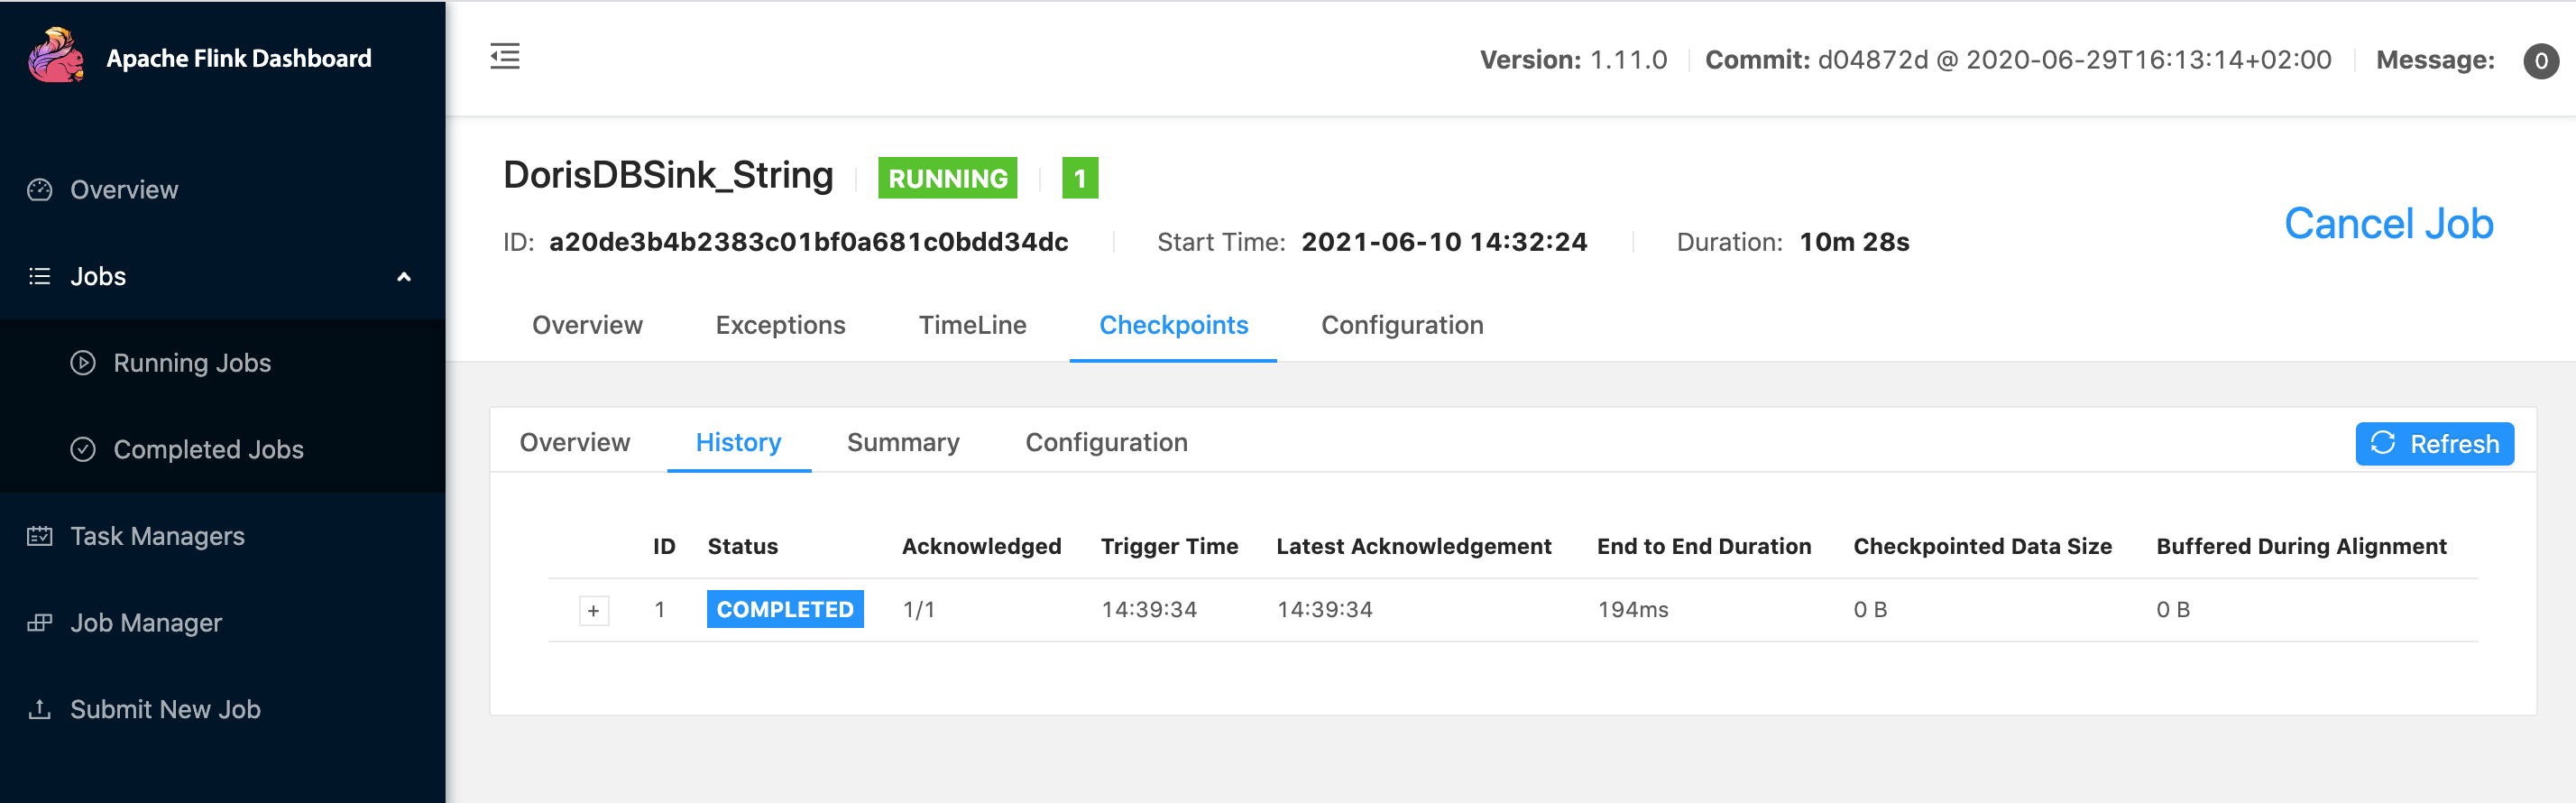 Apache Flink Dashboard
Version: 1.11.0 Commit: d04872d @ 2020-06-29T16:13:14+02:00 Message: 0
Overview
Jobs
Running Jobs
Completed Jobs
Task Managers
Job Manager
Submit New Job
DorisDBSink_String RUNNING 1
ID: a20de3b4b2383c01bf0a681c0bdd34dc Start Time: 2021-06-10 14:32:24 Duration: 10m 28s
Cancel Job
Overview Exceptions TimeLine Checkpoints Configuration
Overview History Summary Configuration Refresh
ID Status Acknowledged Trigger Time Latest Acknowledgement End to End Duration Checkpointed Data Size Buffered During Alignment
+ 1 COMPLETED 1/1 14:39:34 14:39:34 194ms 0 B 0 B